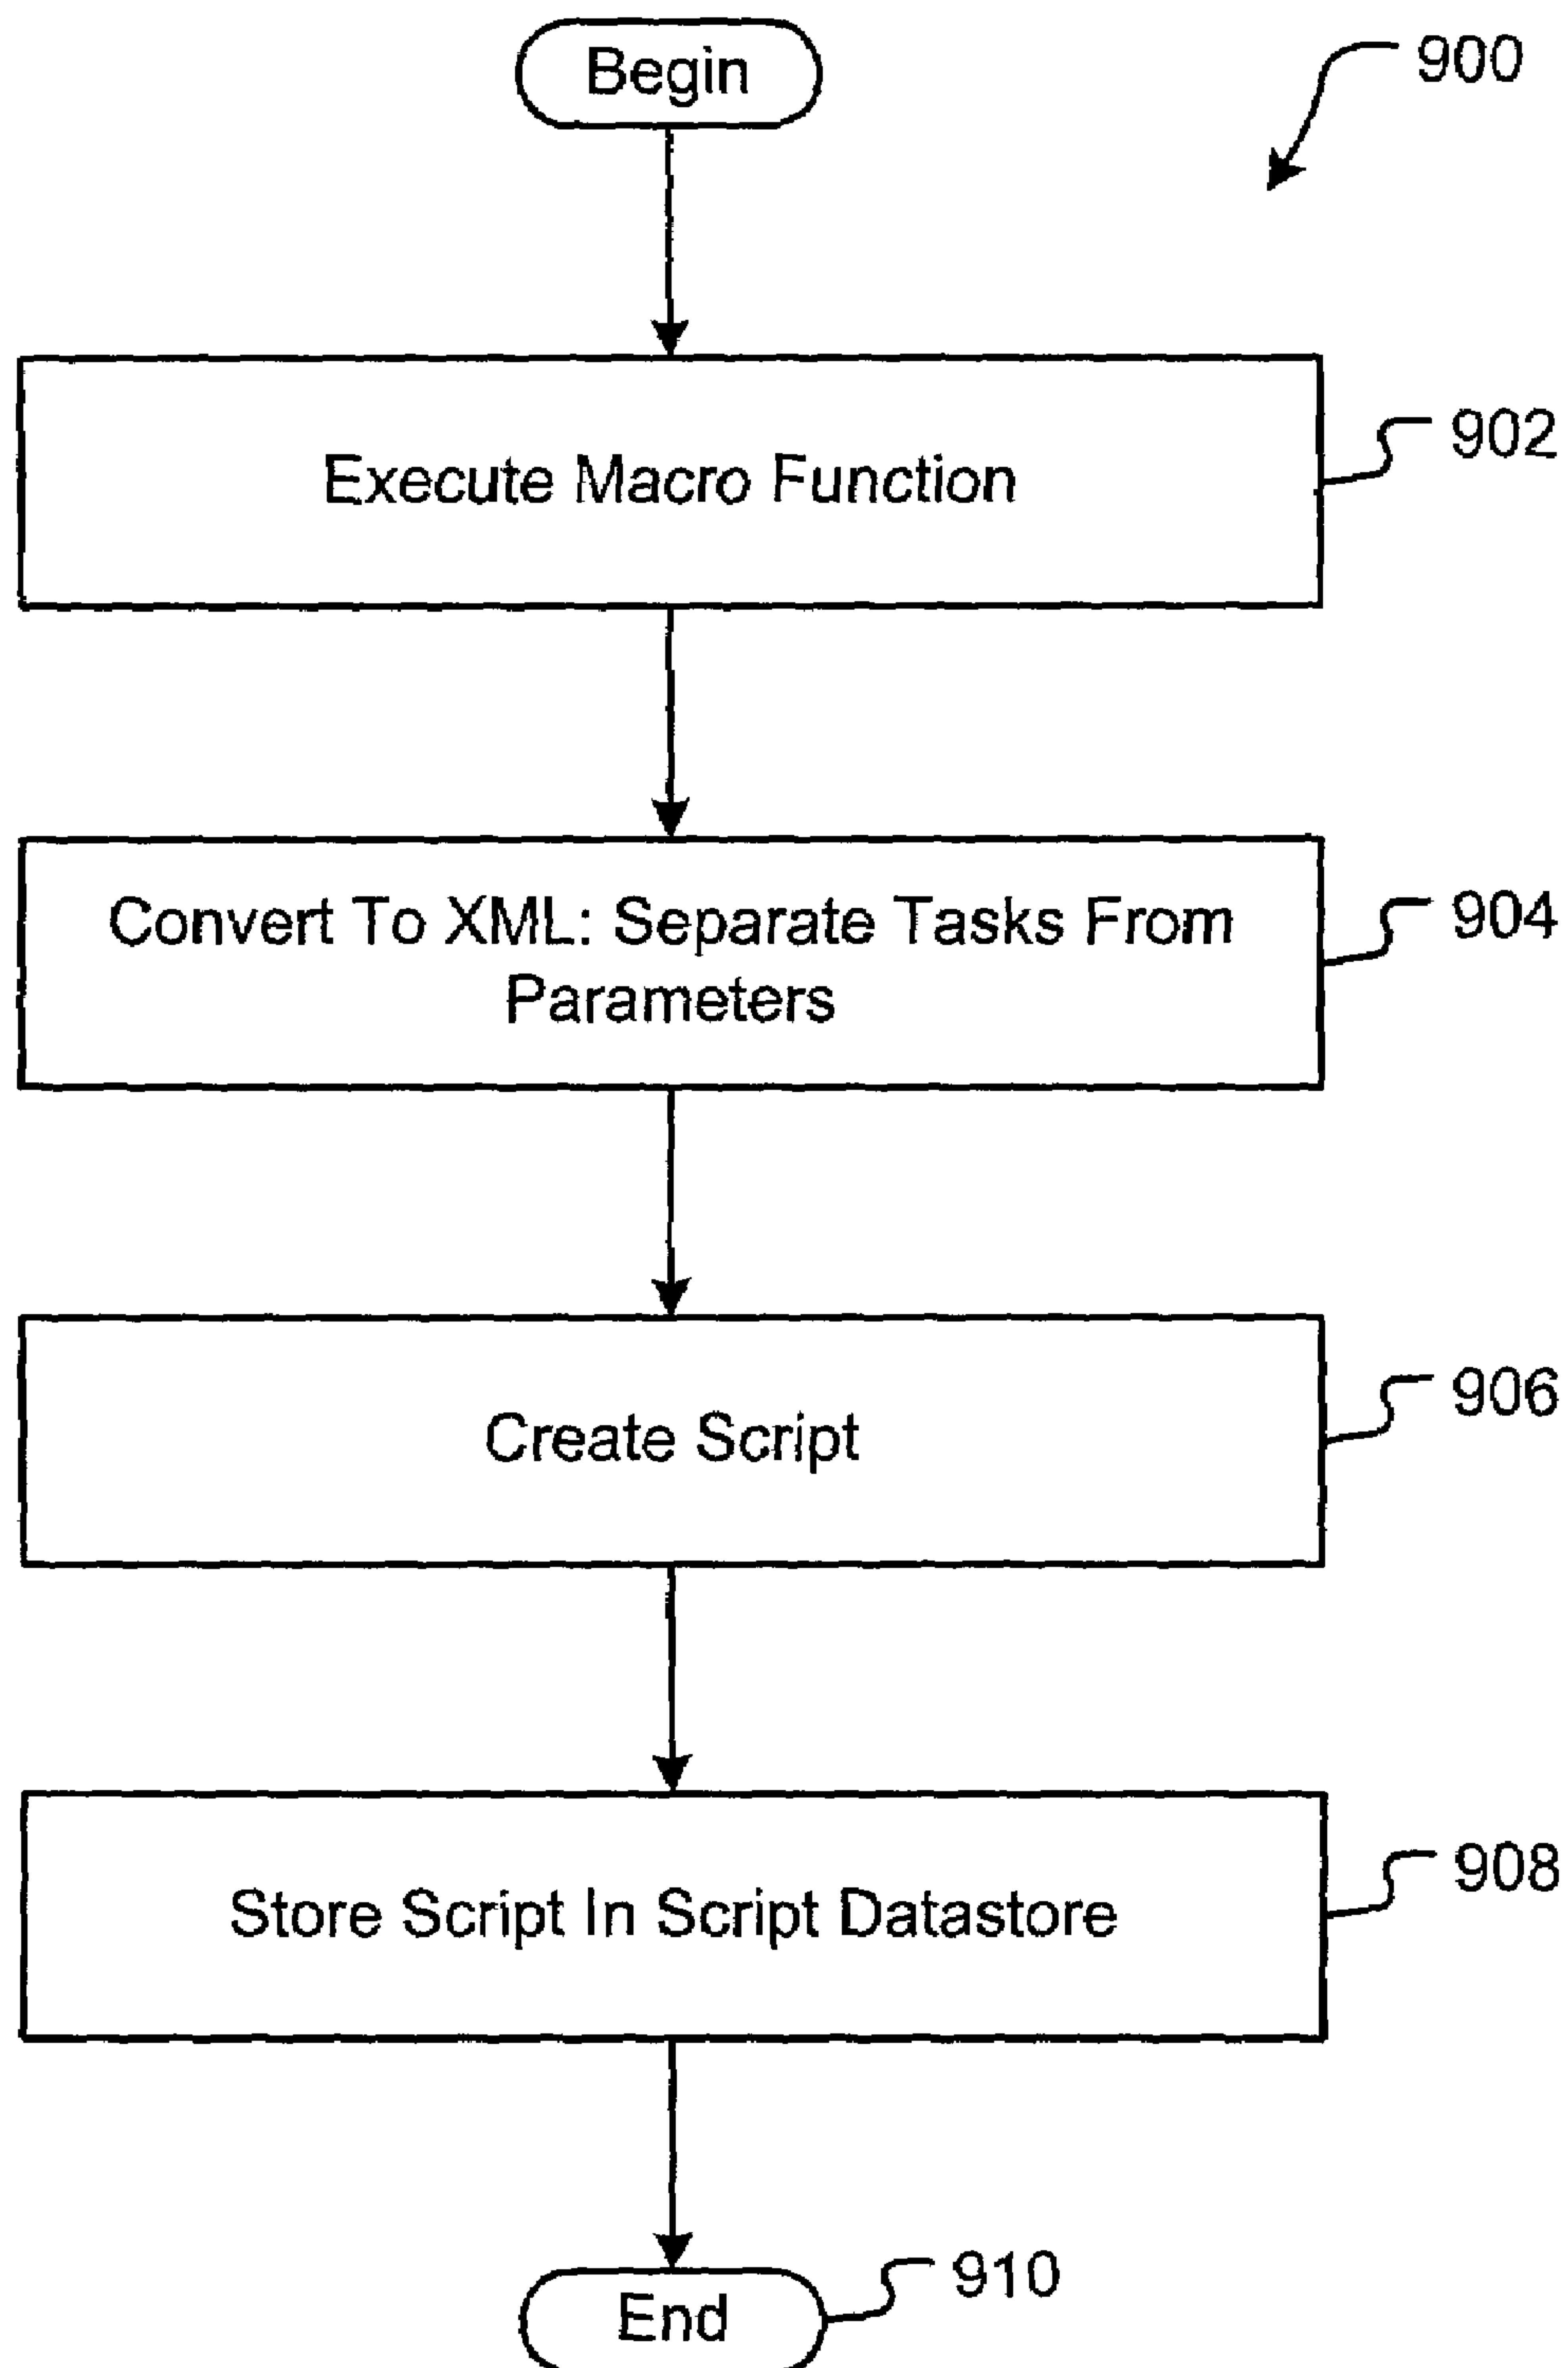 Begin
900
Execute Macro Function
902
Convert To XML: Separate Tasks From
Parameters
904
Create Script
906
Store Script In Script Datastore
908
End
910